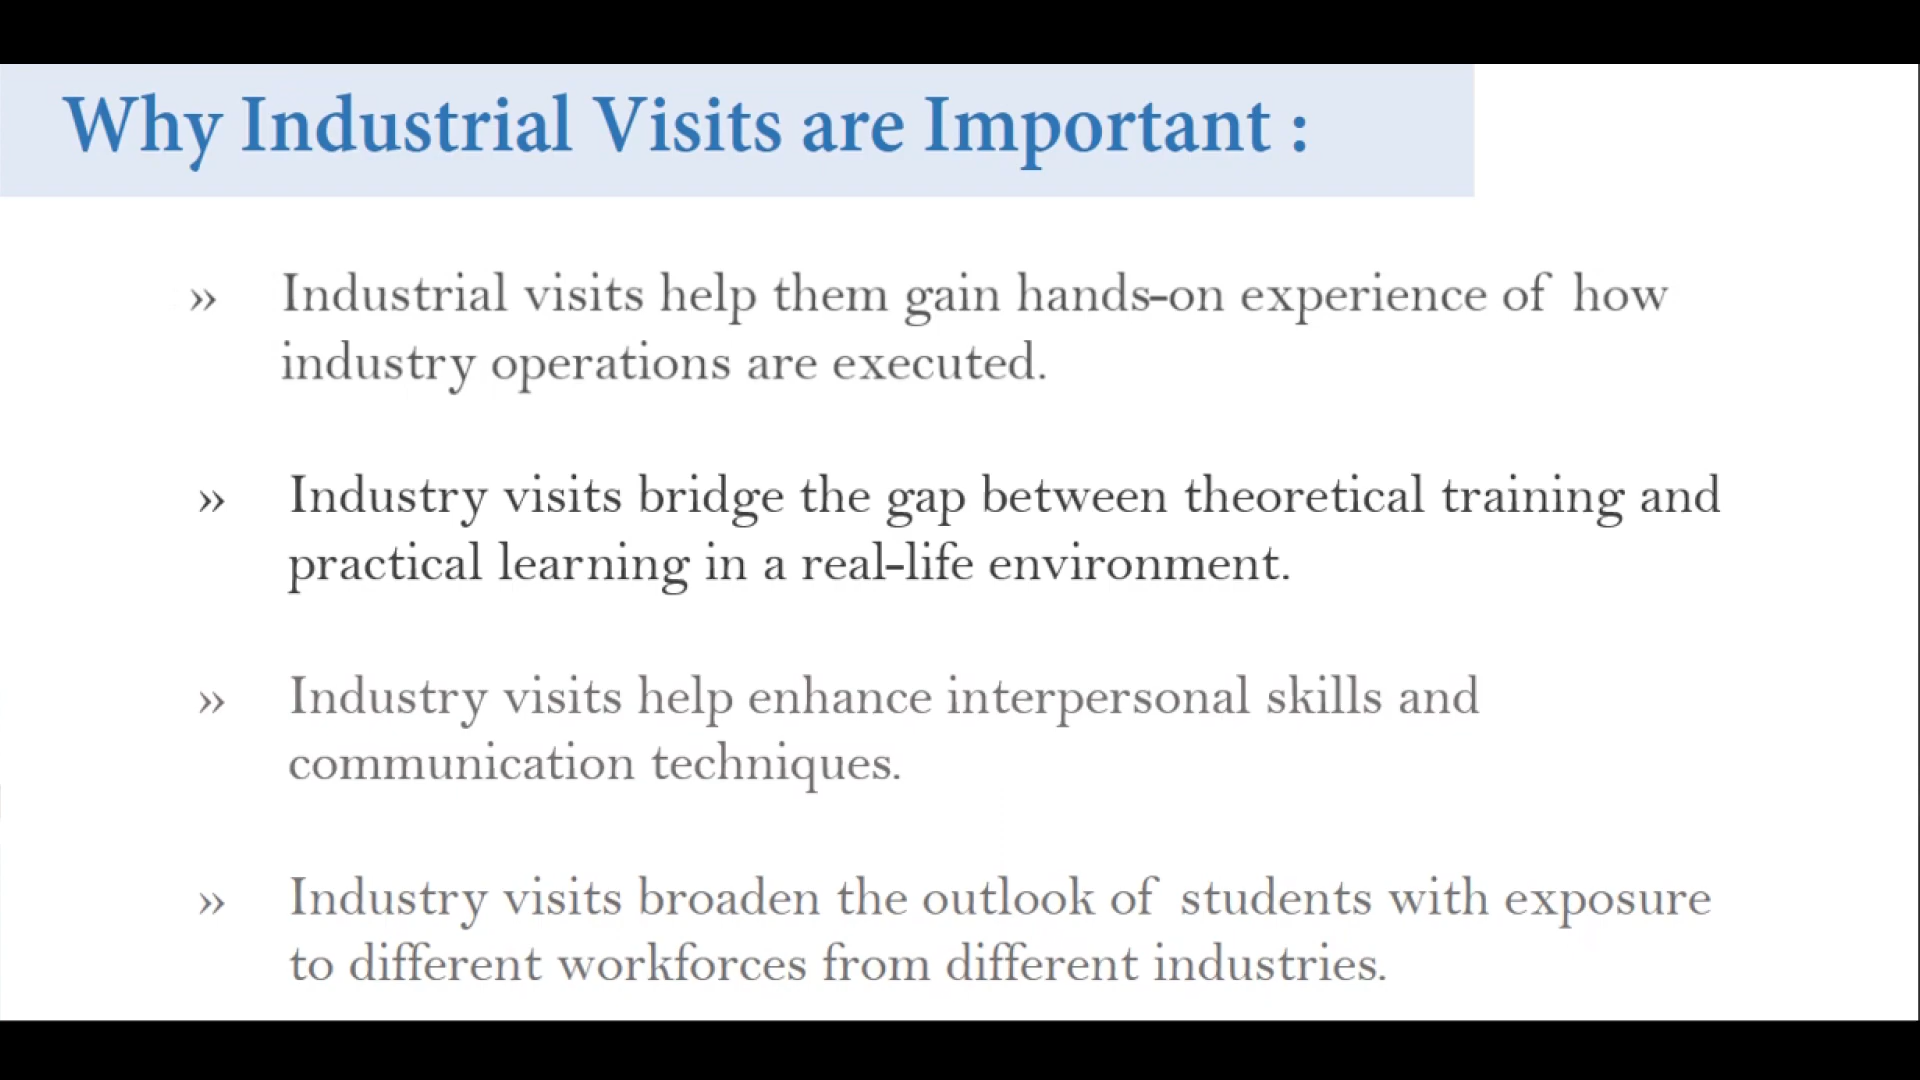 Why Industrial Visits are Important :
» Industrial visits help them gain hands-on experience of how
industry operations are executed.
» Industry visits bridge the gap between theoretical training and
practical learning in a real-life environment.
» Industry visits help enhance interpersonal skills and
communication techniques.
» Industry visits broaden the outlook of students with exposure
to different workforces from different industries.